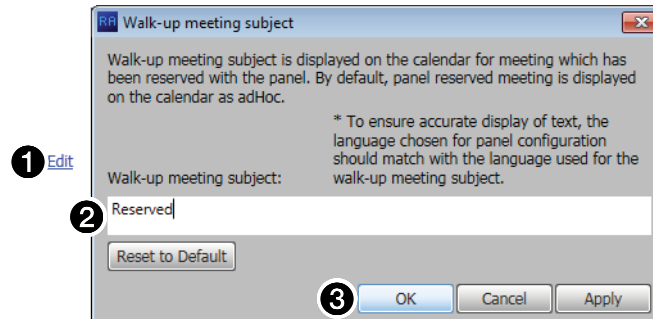 RA Walk-up meeting subject
Walk-up meeting subject is displayed on the calendar for meeting which has
been reserved with the panel. By default, panel reserved meeting is displayed
on the calendar as adHoc.
* To ensure accurate display of text, the
language chosen for panel configuration
should match with the language used for the
walk-up meeting subject.
1 Edit
Walk-up meeting subject:
2 Reserved
Reset to Default
3 OK Cancel Apply